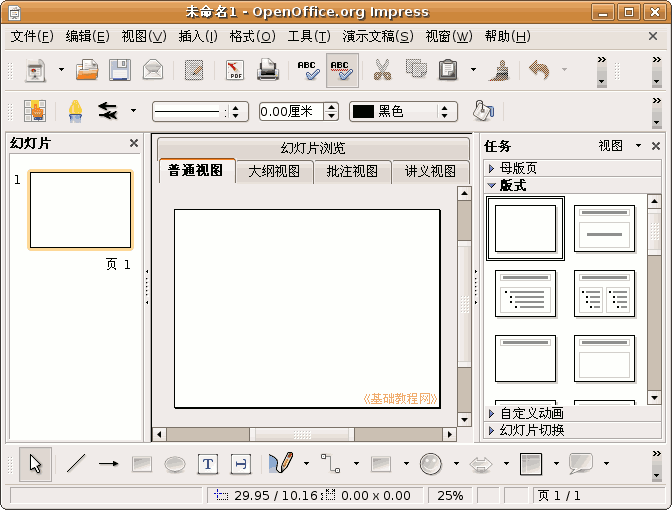 未命名1 - OpenOffice.org Impress
文件(F) 编辑(E) 视图(V) 插入(I) 格式(O) 工具(T) 演示文稿(S) 视窗(W) 帮助(H)
PDF ABC ABC
0.00厘米 黑色
幻灯片
1
页 1
幻灯片浏览
普通视图 大纲视图 批注视图 讲义视图
《基础教程网》
任务 视图
母版页
版式
自定义动画
幻灯片切换
T T
29.95 / 10.16 0.00 x 0.00 25% 页 1 / 1